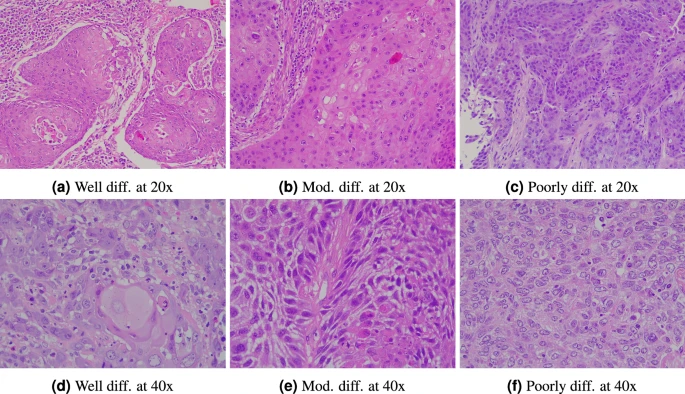 (a) Well diff. at 20x
(b) Mod. diff. at 20x
(c) Poorly diff. at 20x
(d) Well diff. at 40x
(e) Mod. diff. at 40x
(f) Poorly diff. at 40x